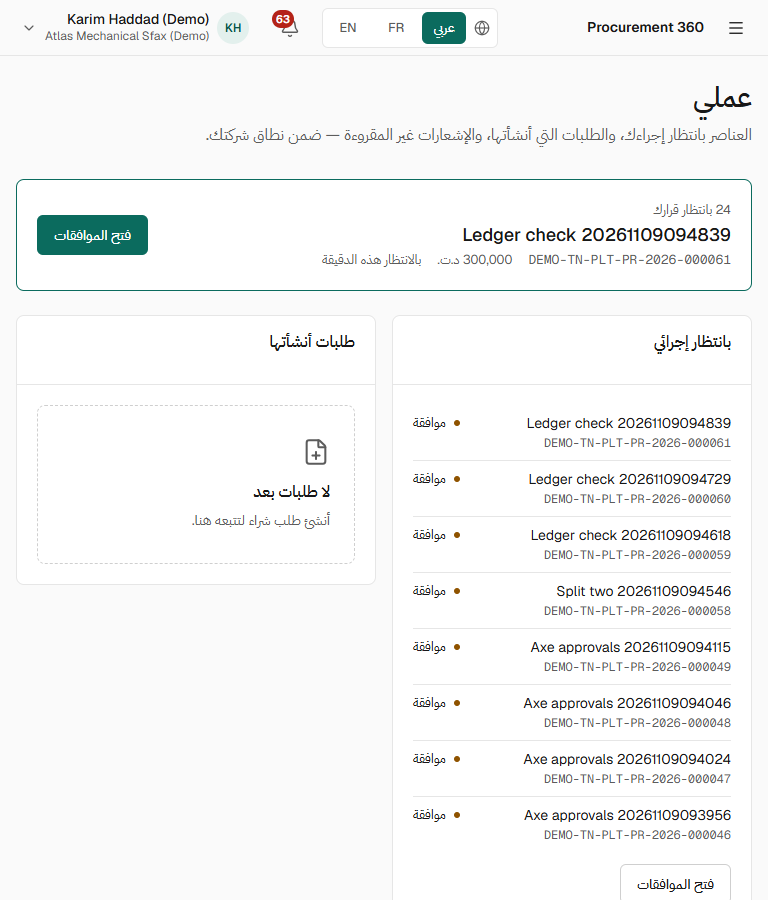 Procurement 360
عربي
FR
EN
63
KH
Karim Haddad (Demo)
Atlas Mechanical Sfax (Demo)
عملي
العناصر بانتظار إجراءك، والطلبات التي أنشأتها، والإشعارات غير المقروءة — ضمن نطاق شركتك.
24 بانتظار قرارك
Ledger check 20261109094839
DEMO-TN-PLT-PR-2026-000061 300,000 د.ت. بالانتظار هذه الدقيقة
فتح الموافقات
بانتظار إجرائي
Ledger check 20261109094839 موافقة
DEMO-TN-PLT-PR-2026-000061
Ledger check 20261109094729 موافقة
DEMO-TN-PLT-PR-2026-000060
Ledger check 20261109094618 موافقة
DEMO-TN-PLT-PR-2026-000059
Split two 20261109094546 موافقة
DEMO-TN-PLT-PR-2026-000058
Axe approvals 20261109094115 موافقة
DEMO-TN-PLT-PR-2026-000049
Axe approvals 20261109094046 موافقة
DEMO-TN-PLT-PR-2026-000048
Axe approvals 20261109094024 موافقة
DEMO-TN-PLT-PR-2026-000047
Axe approvals 20261109093956 موافقة
DEMO-TN-PLT-PR-2026-000046
فتح الموافقات
طلبات أنشأتها
لا طلبات بعد
أنشئ طلب شراء لتتبعه هنا.